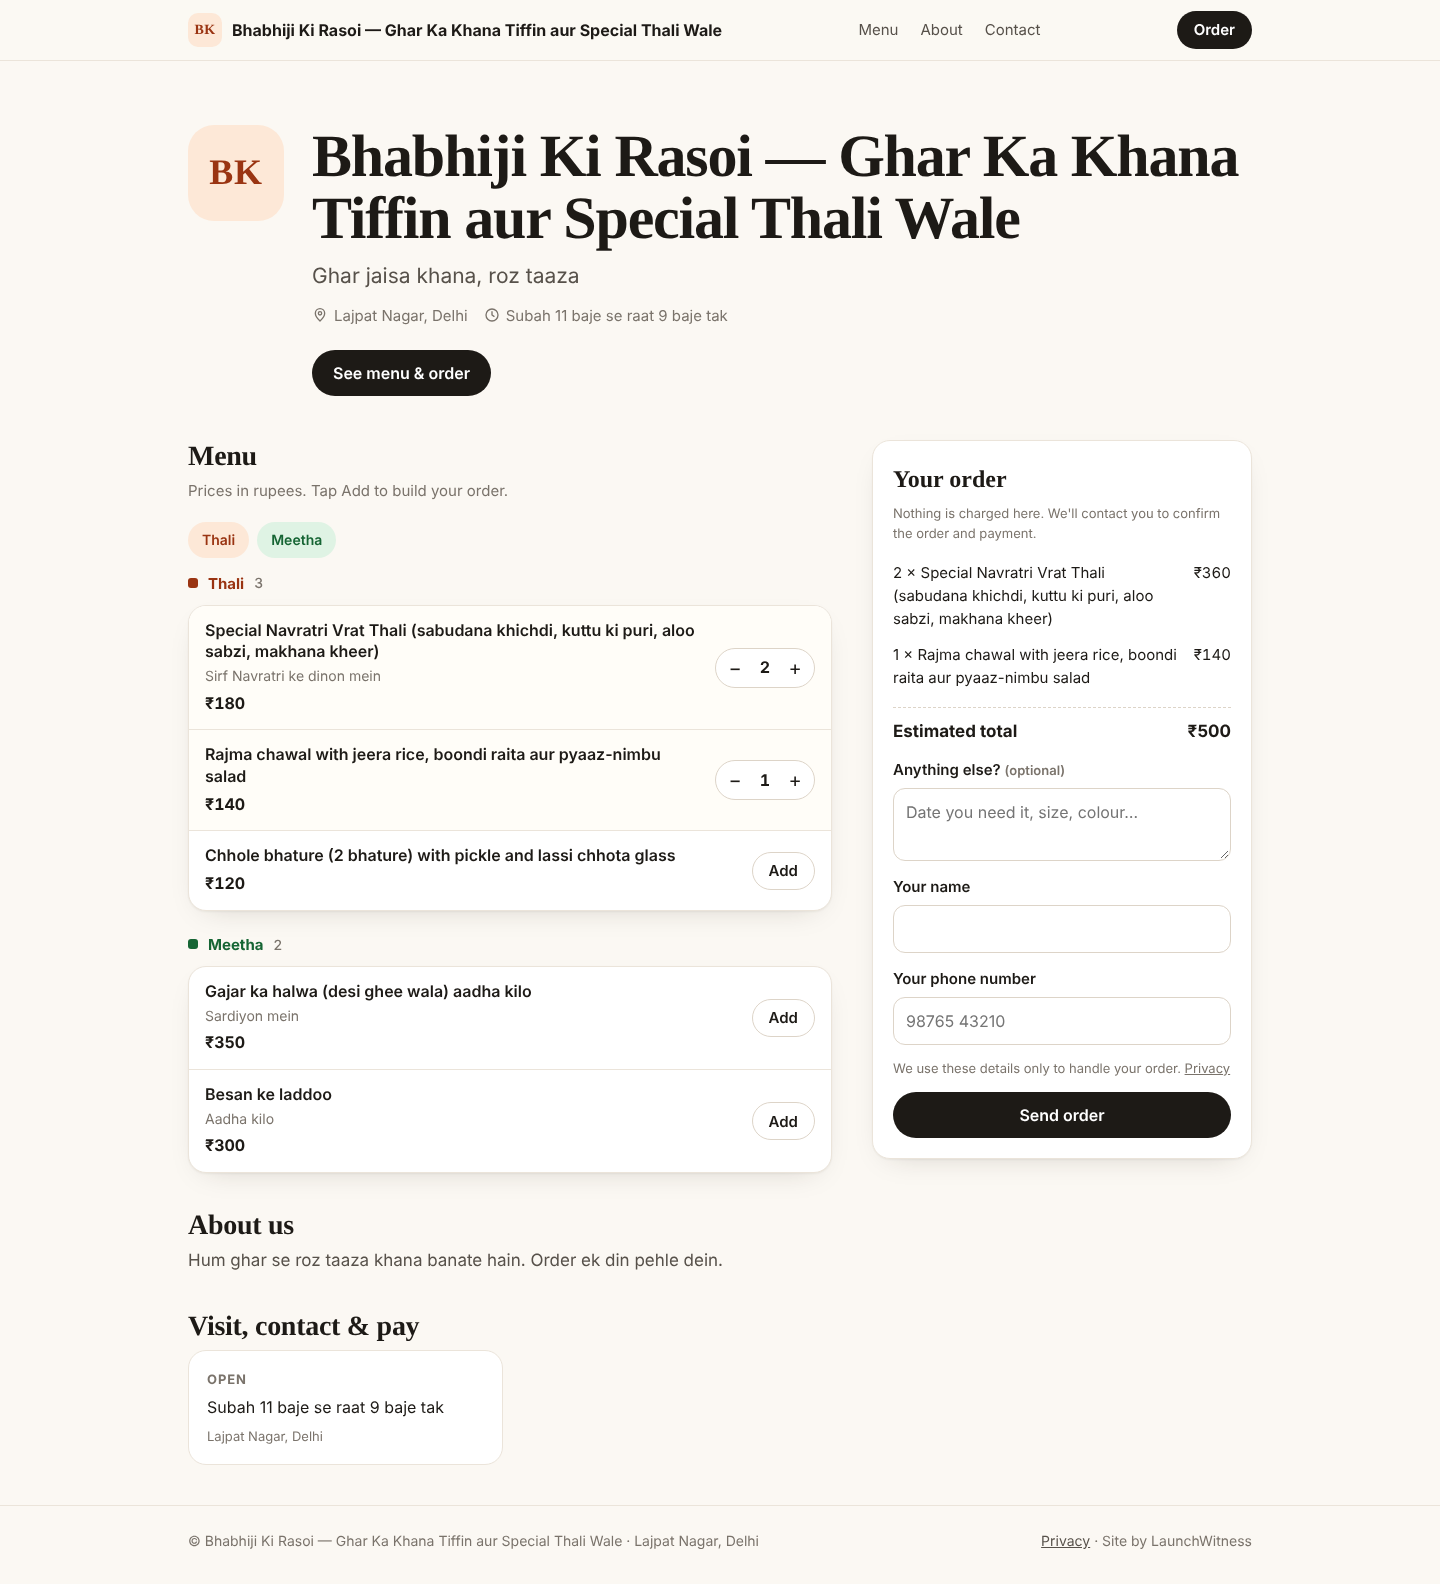 BK Bhabhiji Ki Rasoi — Ghar Ka Khana Tiffin aur Special Thali Wale Menu About Contact Order
BK
Bhabhiji Ki Rasoi — Ghar Ka Khana
Tiffin aur Special Thali Wale
Ghar jaisa khana, roz taaza
Lajpat Nagar, Delhi Subah 11 baje se raat 9 baje tak
See menu & order
Menu
Prices in rupees. Tap Add to build your order.
Thali Meetha
Thali 3
Special Navratri Vrat Thali (sabudana khichdi, kuttu ki puri, aloo
sabzi, makhana kheer)
Sirf Navratri ke dinon mein
₹180
− 2 +
Rajma chawal with jeera rice, boondi raita aur pyaaz-nimbu
salad
₹140
− 1 +
Chhole bhature (2 bhature) with pickle and lassi chhota glass
₹120
Add
Meetha 2
Gajar ka halwa (desi ghee wala) aadha kilo
Sardiyon mein
₹350
Add
Besan ke laddoo
Aadha kilo
₹300
Add
Your order
Nothing is charged here. We'll contact you to confirm
the order and payment.
2 × Special Navratri Vrat Thali ₹360
(sabudana khichdi, kuttu ki puri, aloo
sabzi, makhana kheer)
1 × Rajma chawal with jeera rice, boondi ₹140
raita aur pyaaz-nimbu salad
Estimated total ₹500
Anything else? (optional)
Date you need it, size, colour...
Your name
Your phone number
98765 43210
We use these details only to handle your order. Privacy
Send order
About us
Hum ghar se roz taaza khana banate hain. Order ek din pehle dein.
Visit, contact & pay
OPEN
Subah 11 baje se raat 9 baje tak
Lajpat Nagar, Delhi
© Bhabhiji Ki Rasoi — Ghar Ka Khana Tiffin aur Special Thali Wale · Lajpat Nagar, Delhi Privacy · Site by LaunchWitness